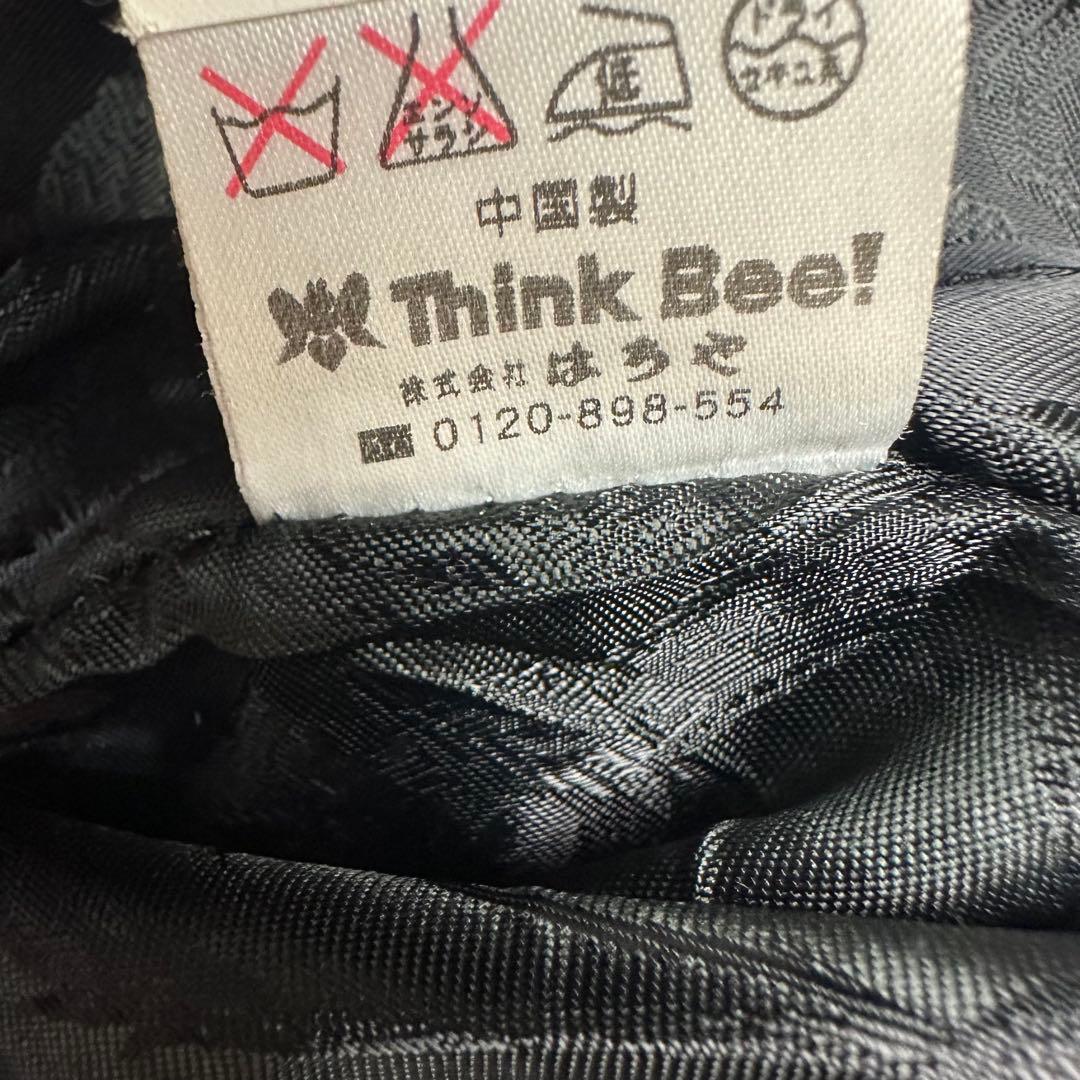 エンソ
サラシ
低
ドライ
セキユ系
中国製
Think Bee!
株式会社 はうや
0120-898-554